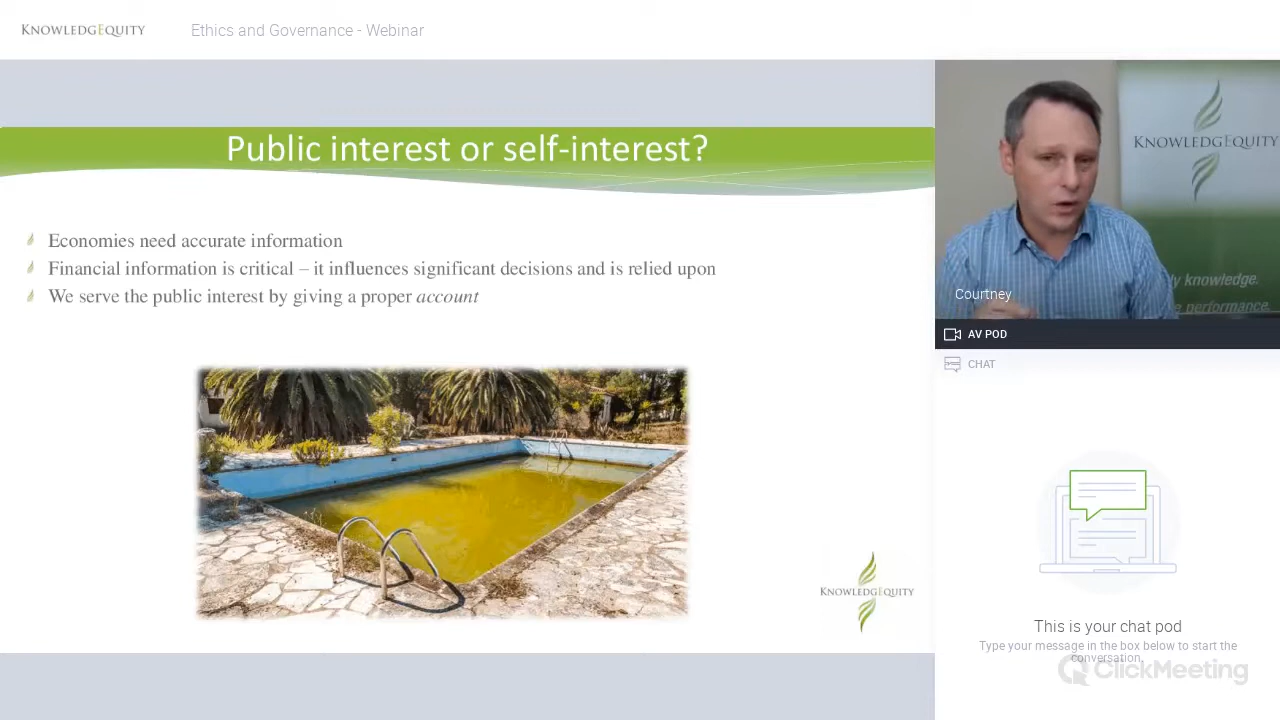 KNOWLEDGEQUITY
Ethics and Governance - Webinar
Public interest or self-interest?
Economies need accurate information
Financial information is critical – it influences significant decisions and is relied upon
We serve the public interest by giving a proper account
KNOWLEDGEQUITY
KNOWLEDGEQUITY
knowledge.
performance.
Courtney
AV POD
CHAT
This is your chat pod
Type your message in the box below to start the
conversation.
ClickMeeting